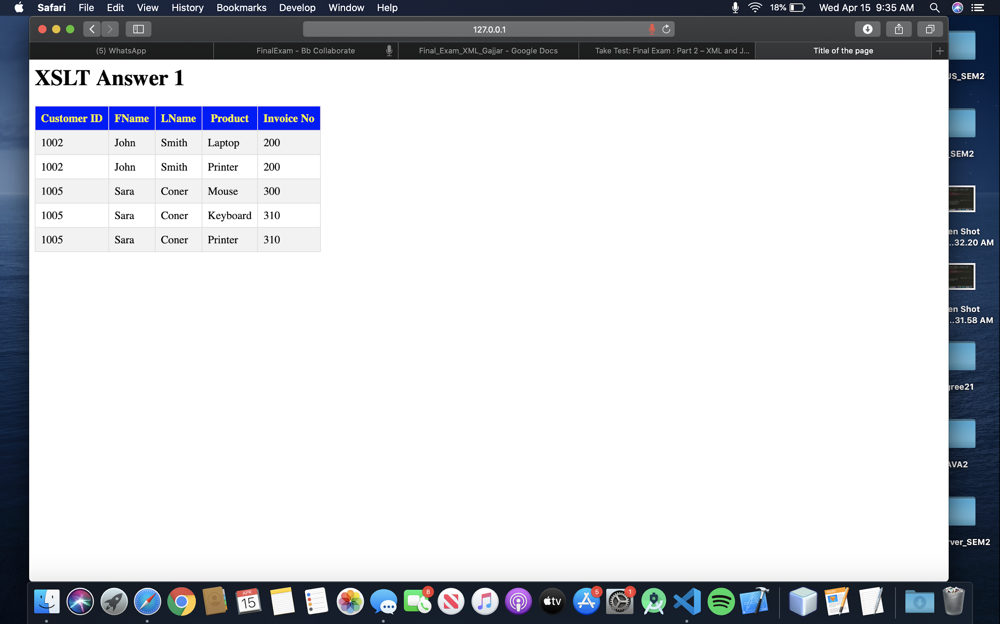 Safari File Edit View History Bookmarks Develop Window Help 18% Wed Apr 15 9:35 AM
127.0.0.1
(5) WhatsApp FinalExam - Bb Collaborate Final_Exam_XML_Gajjar - Google Docs Take Test: Final Exam : Part 2 – XML and J... Title of the page
XSLT Answer 1
Customer ID FName LName Product Invoice No
1002 John Smith Laptop 200
1002 John Smith Printer 200
1005 Sara Coner Mouse 300
1005 Sara Coner Keyboard 310
1005 Sara Coner Printer 310
JS_SEM2
_SEM2
en Shot
...32.20 AM
en Shot
...31.58 AM
gree21
AVA2
rver_SEM2
APR
15
8
tv
5
1
PAGES